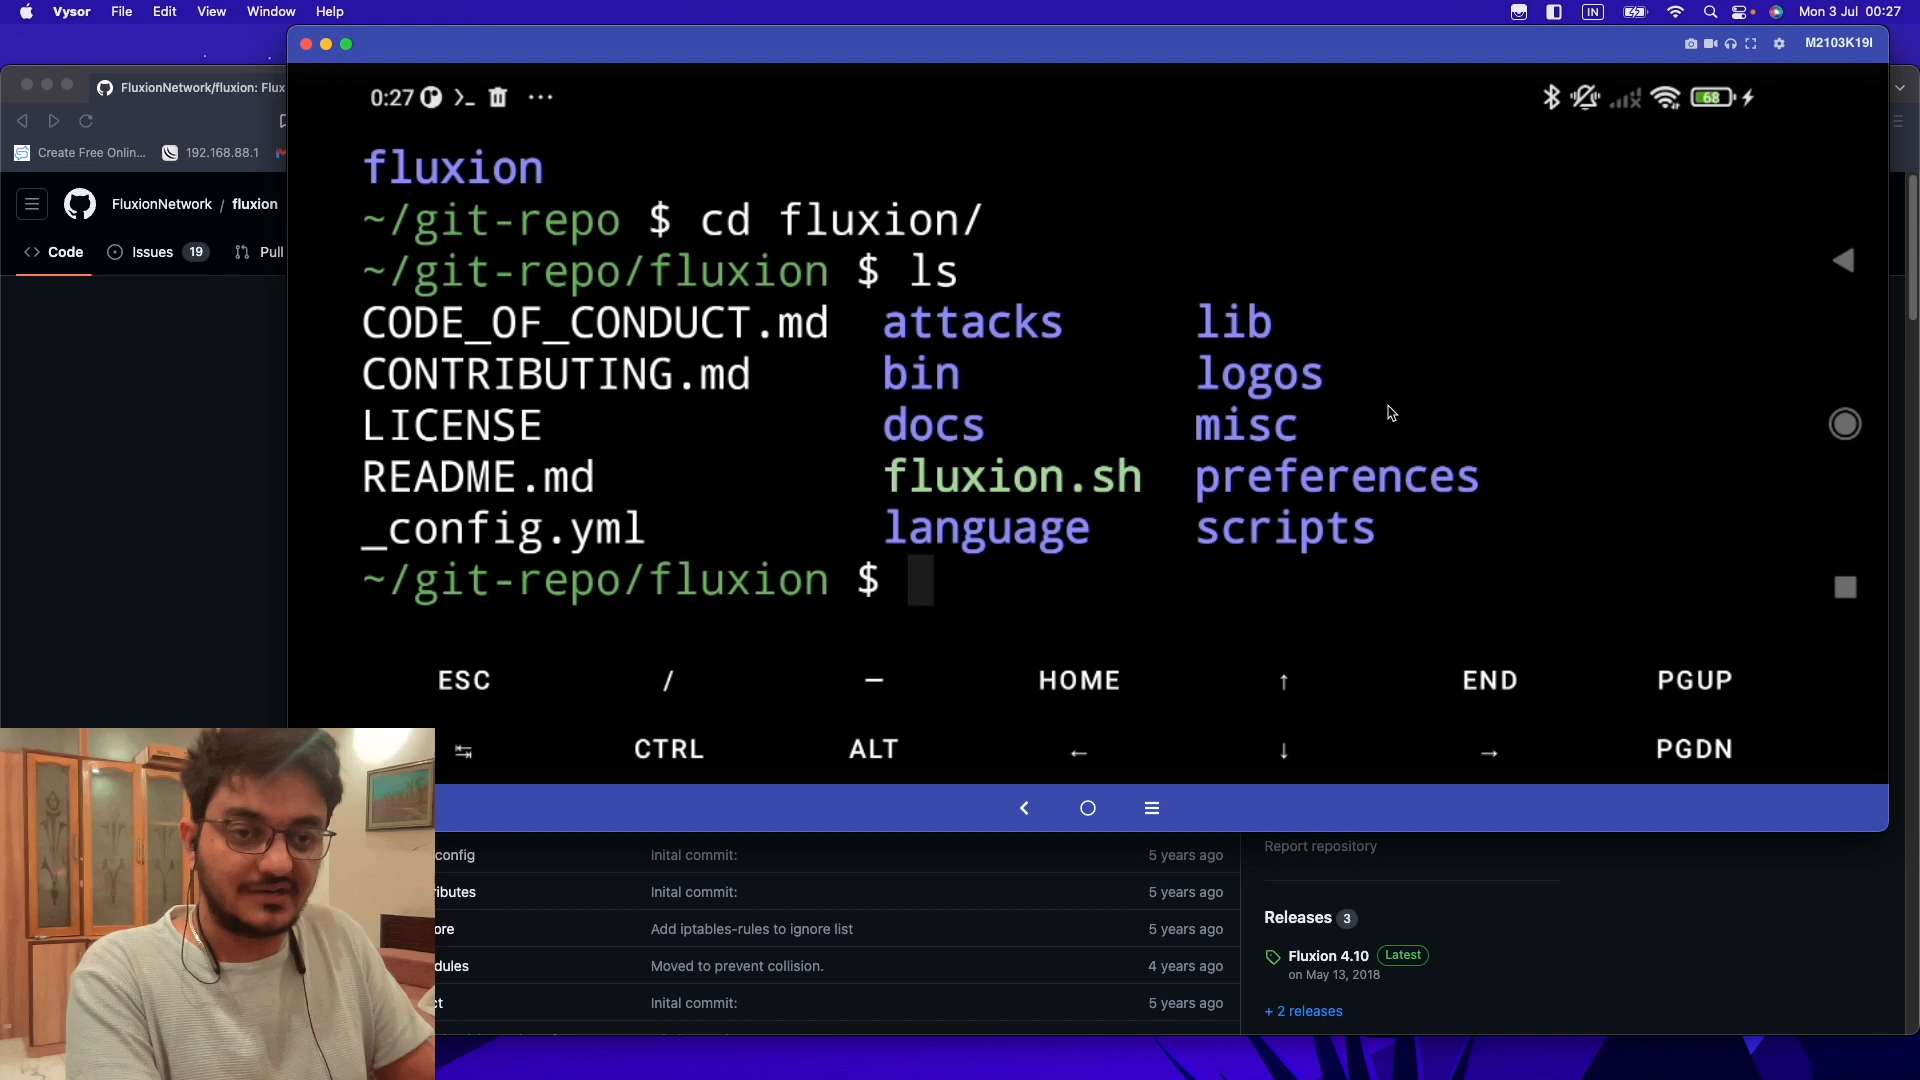 Vysor File Edit View Window Help
IN Mon 3 Jul 00:27
M2103K19I
FluxionNetwork/fluxion: Flux
Create Free Onlin... 192.168.88.1
FluxionNetwork / fluxion
Code Issues 19 Pull
0:27 68
fluxion
~/git-repo $ cd fluxion/
~/git-repo/fluxion $ ls
CODE_OF_CONDUCT.md attacks lib
CONTRIBUTING.md bin logos
LICENSE docs misc
README.md fluxion.sh preferences
_config.yml language scripts
~/git-repo/fluxion $
ESC / — HOME ↑ END PGUP
↹ CTRL ALT ← ↓ → PGDN
config Inital commit: 5 years ago
ributes Inital commit: 5 years ago
ore Add iptables-rules to ignore list 5 years ago
dules Moved to prevent collision. 4 years ago
ct Inital commit: 5 years ago
Report repository
Releases 3
Fluxion 4.10 Latest
on May 13, 2018
+ 2 releases